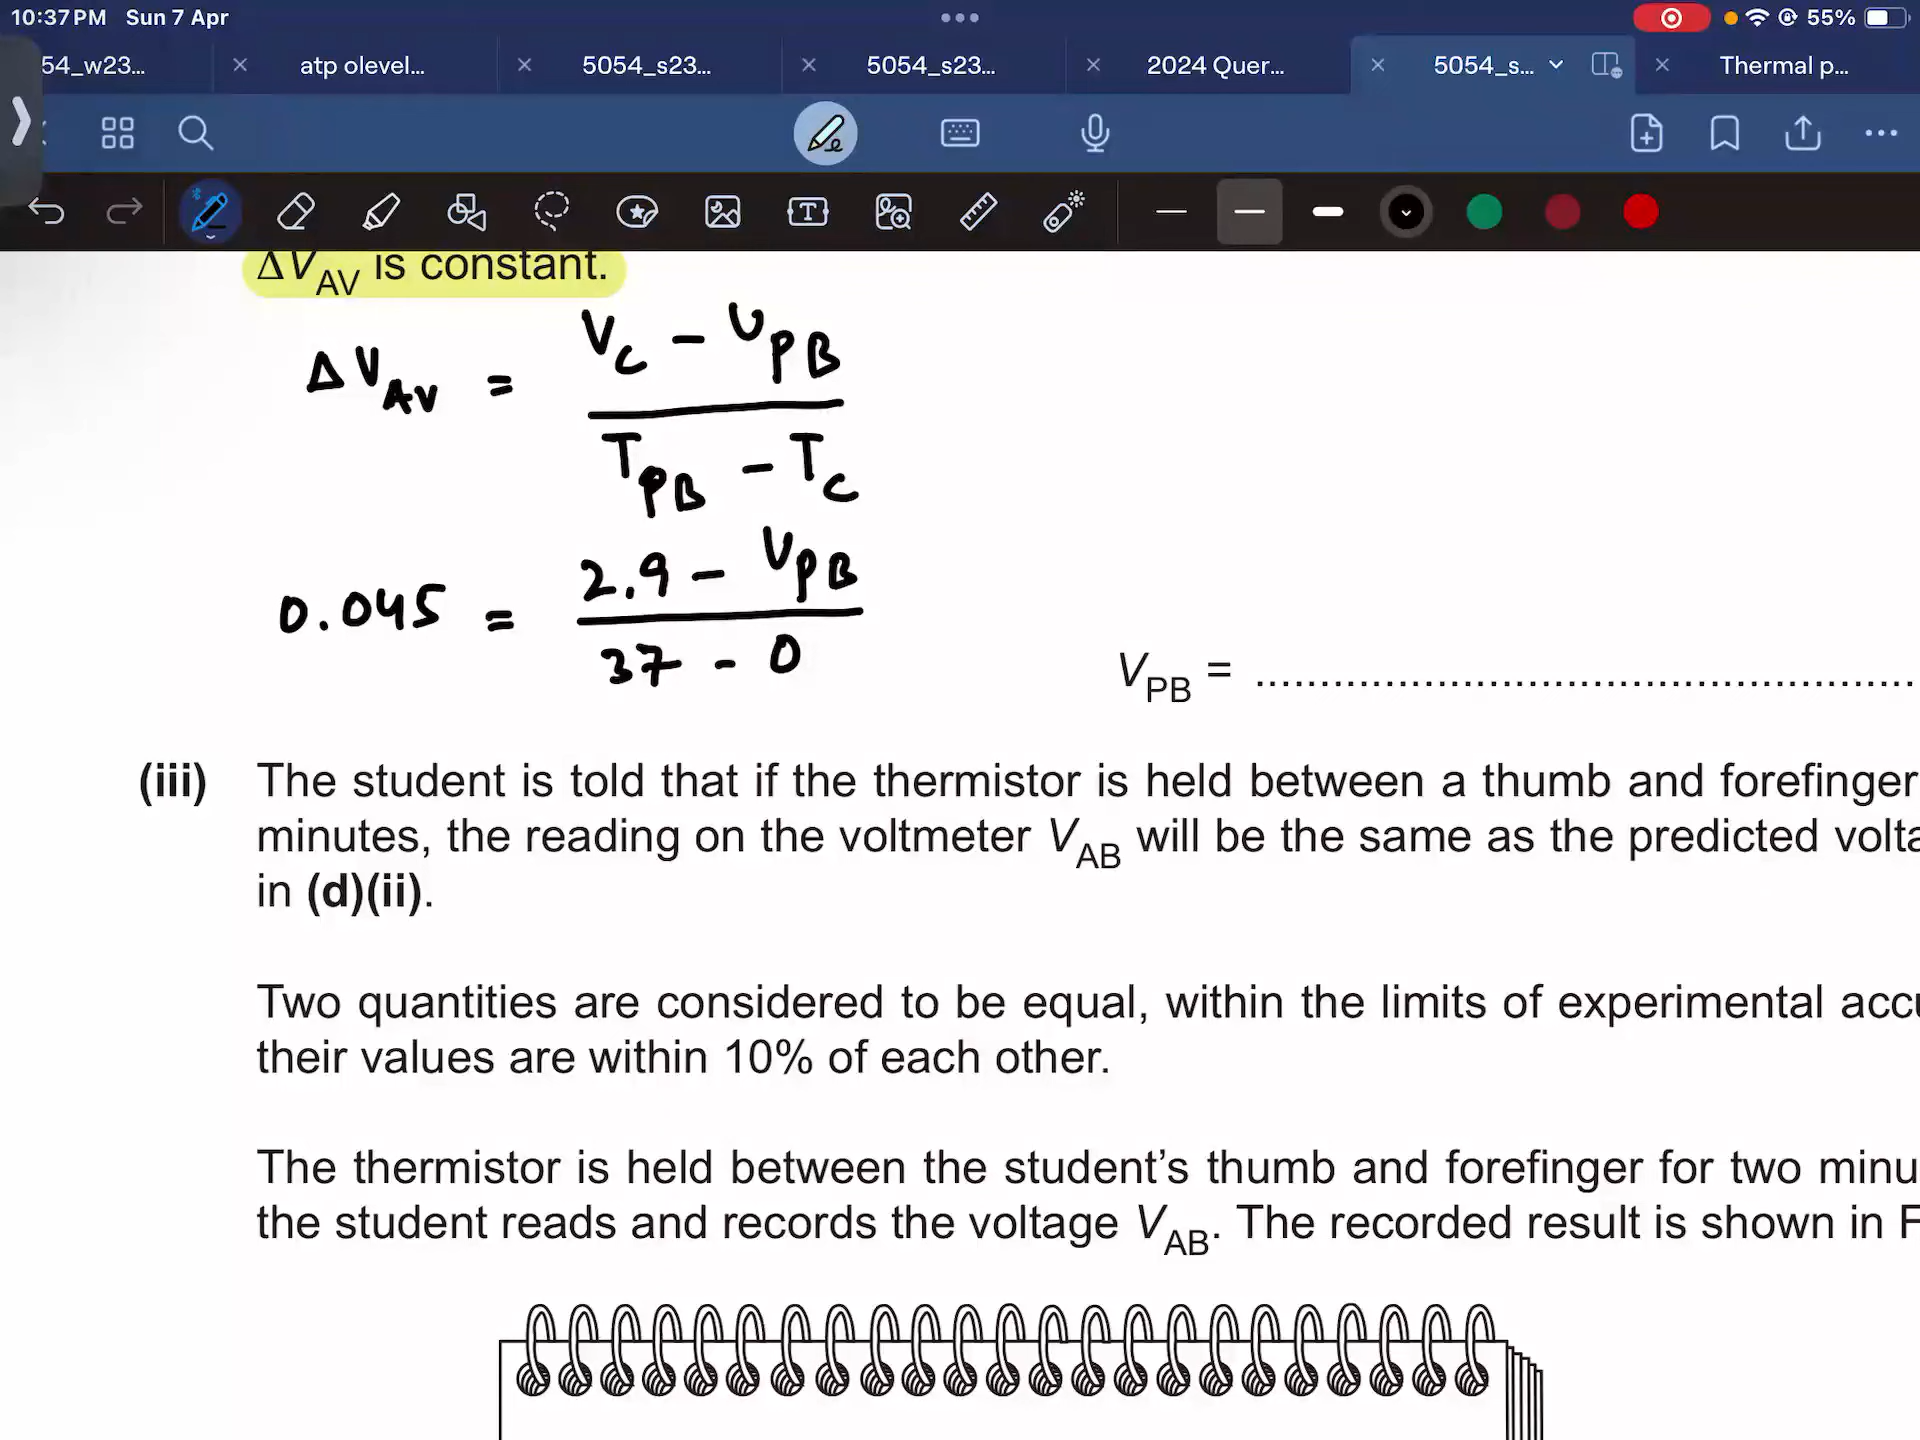 10:37 PM Sun 7 Apr
55%
54_w23...
atp olevel...
5054_s23...
5054_s23...
2024 Quer...
5054_s...
Thermal p...
ΔV_AV is constant.
ΔV_AV = (V_C - V_PB) / (T_PB - T_C)
0.045 = (2.9 - V_PB) / (37 - 0)
V_PB = ..................................................
(iii) The student is told that if the thermistor is held between a thumb and forefinger
minutes, the reading on the voltmeter V_AB will be the same as the predicted volta
in (d)(ii).
Two quantities are considered to be equal, within the limits of experimental accu
their values are within 10% of each other.
The thermistor is held between the student's thumb and forefinger for two minu
the student reads and records the voltage V_AB. The recorded result is shown in F